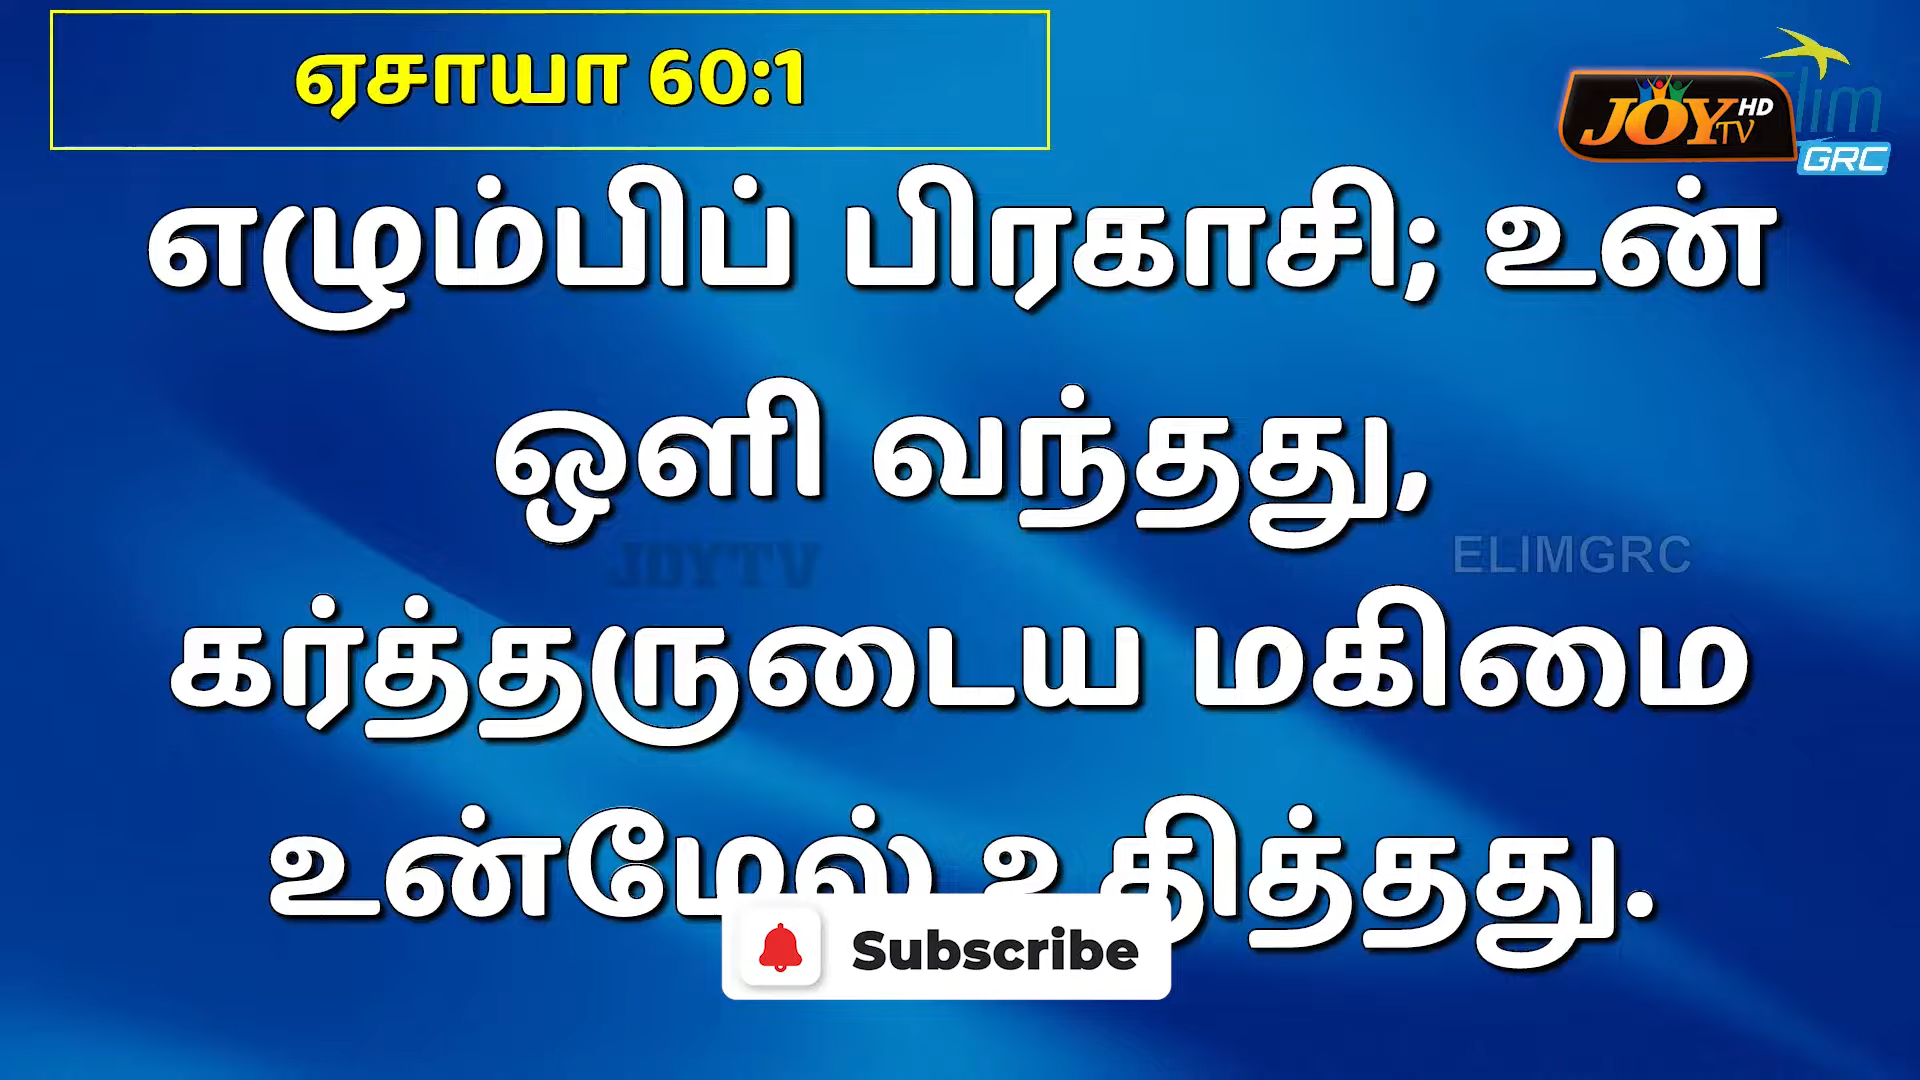 ஏசாயா 60:1
JOY TV HD
Elim
GRC
எழும்பிப் பிரகாசி; உன்
ஒளி வந்தது,
JOYTV
ELIMGRC
கர்த்தருடைய மகிமை
உன்மேல் உதித்தது.
Subscribe